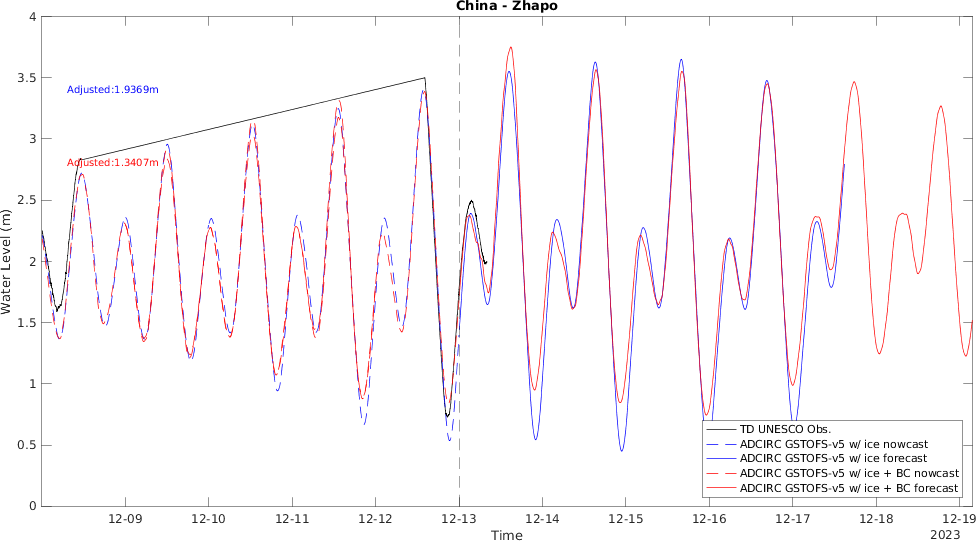 China - Zhapo
4
3.5
3
2.5
2
1.5
1
0.5
0
Water Level (m)
Adjusted:1.9369m
Adjusted:1.3407m
TD UNESCO Obs.
ADCIRC GSTOFS-v5 w/ ice nowcast
ADCIRC GSTOFS-v5 w/ ice forecast
ADCIRC GSTOFS-v5 w/ ice + BC nowcast
ADCIRC GSTOFS-v5 w/ ice + BC forecast
12-09 12-10 12-11 12-12 12-13 12-14 12-15 12-16 12-17 12-18 12-19
Time
2023